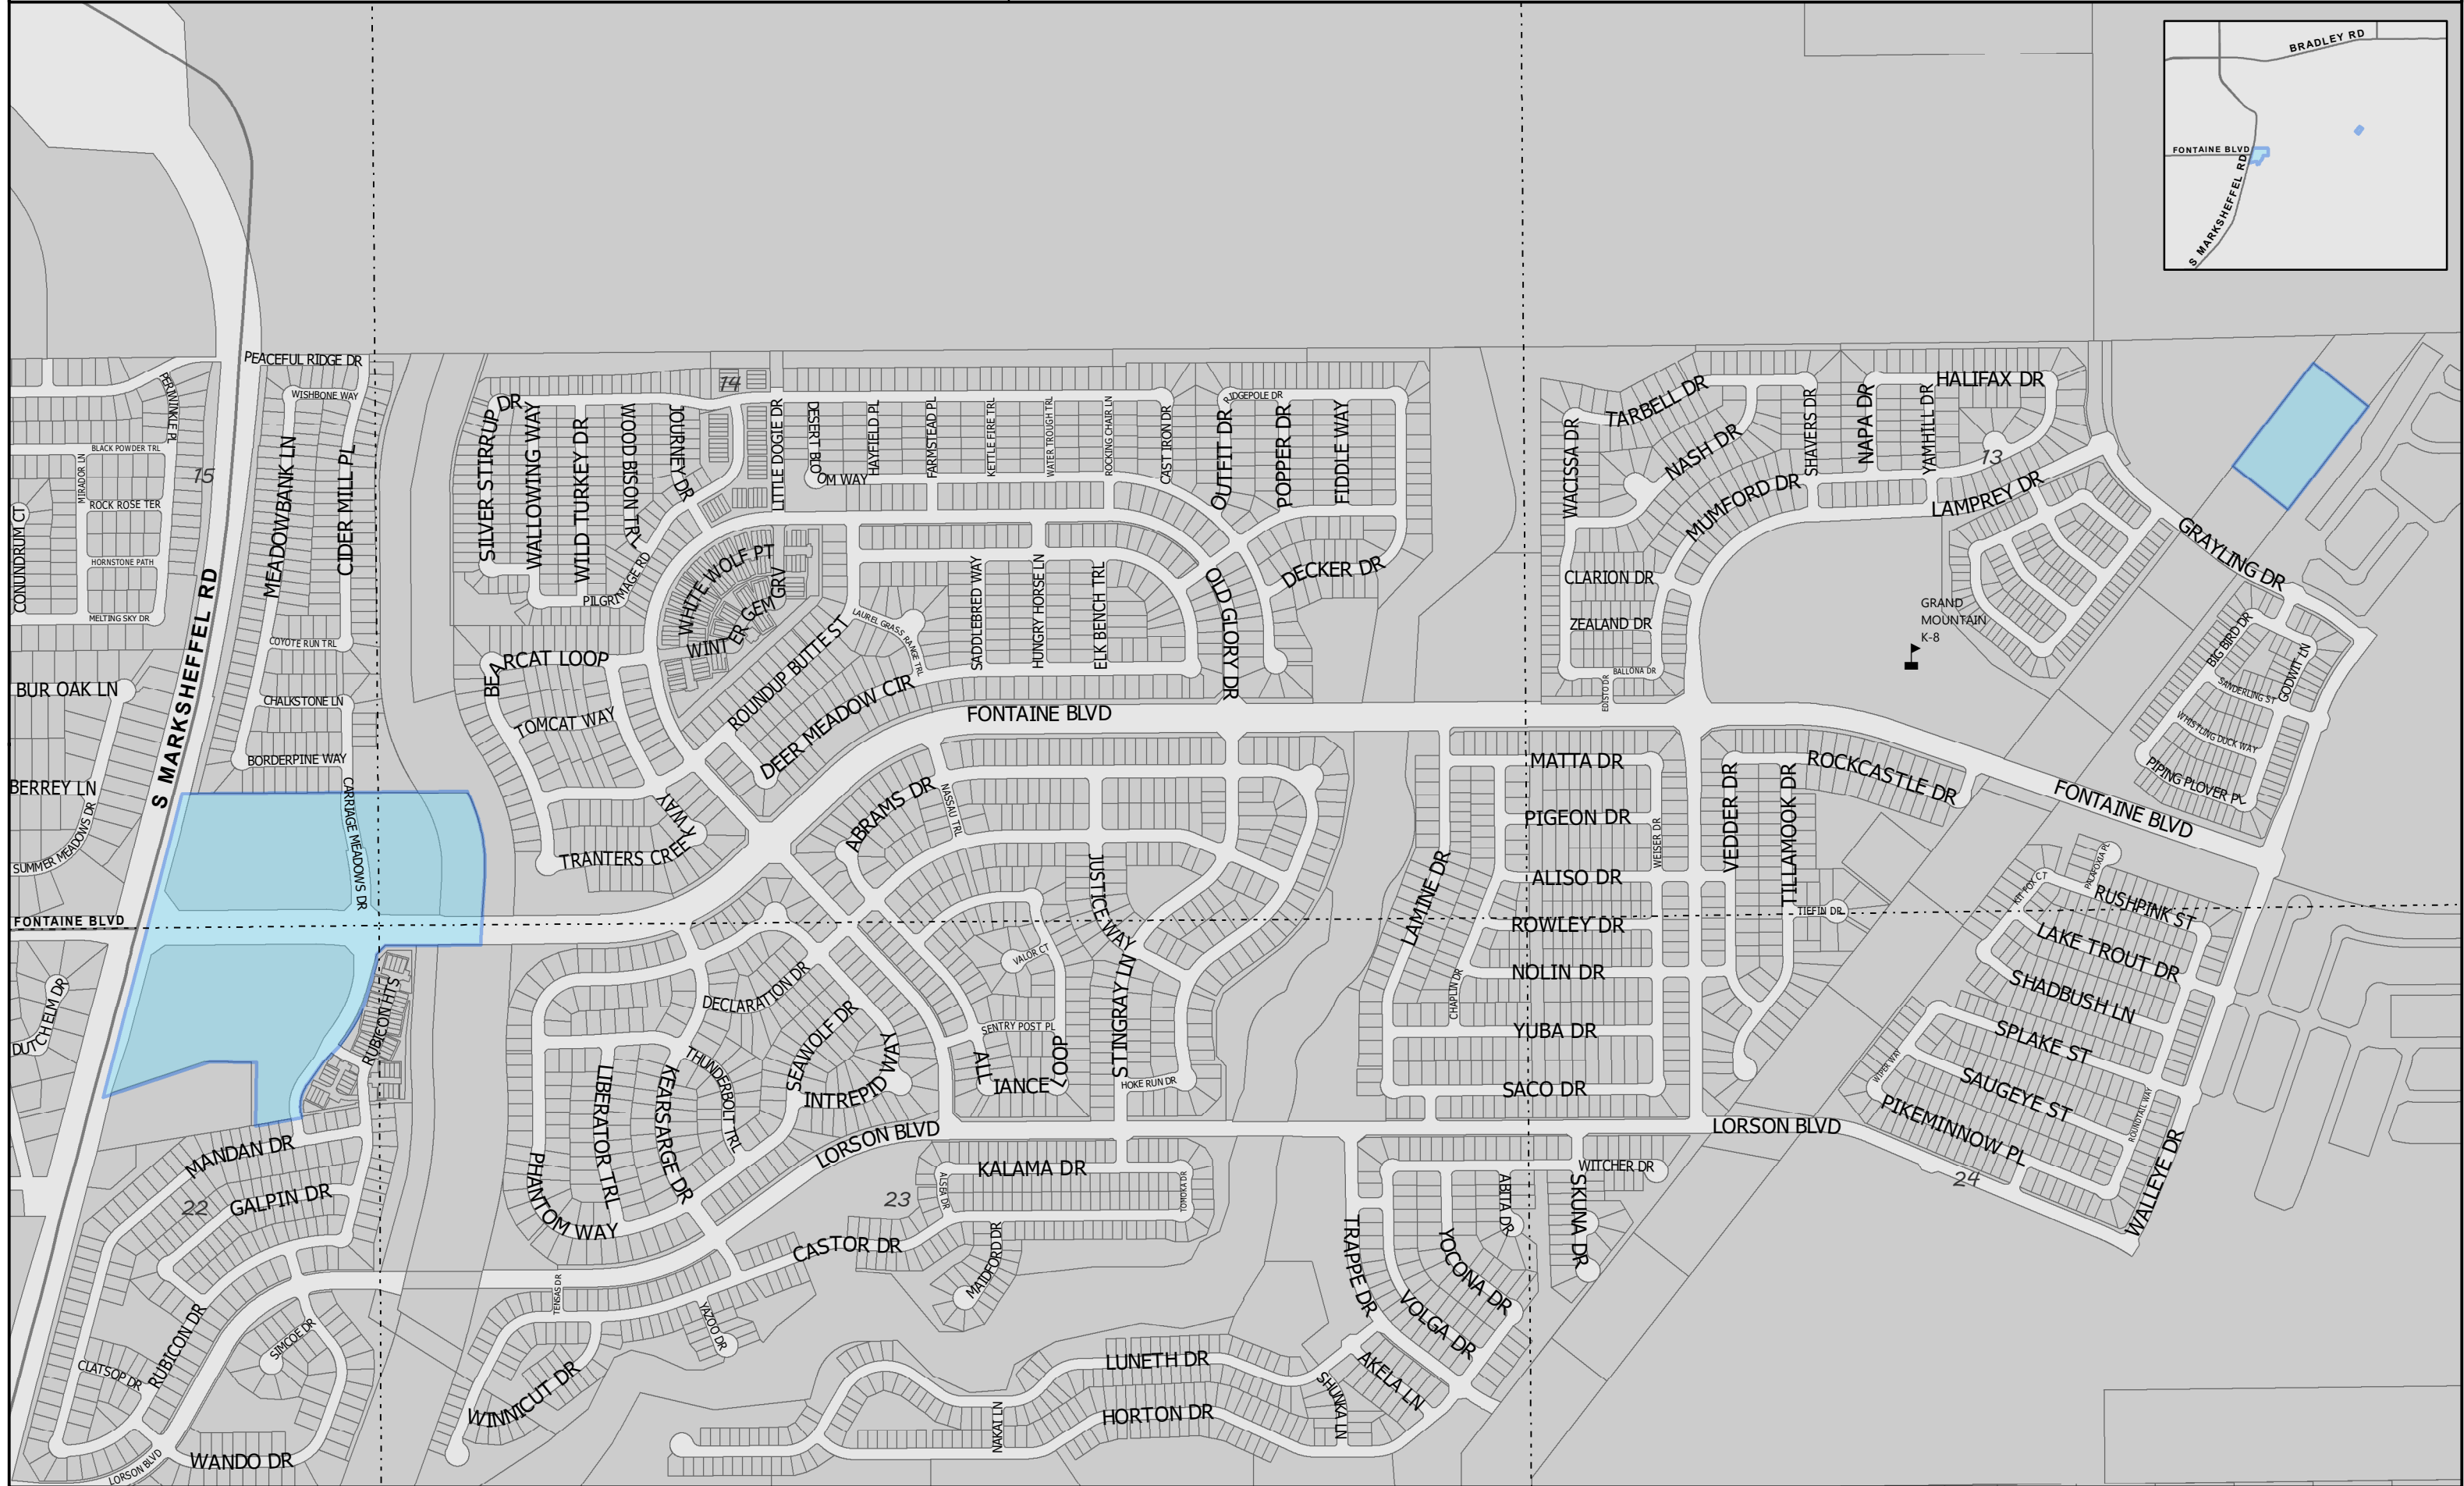 BRADLEY RD
FONTAINE BLVD
S MARKSHEFFEL RD
PEACEFUL RIDGE DR
PERIWINKLE PL
WISHBONE WAY
BLACK POWDER TRL
MIRADOR LN
15
ROCK ROSE TER
HORNSTONE PATH
CONUNDRUM CT
MELTING SKY DR
MEADOWBANK LN
CIDER MILL PL
COYOTE RUN TRL
CHALKSTONE LN
BORDERPINE WAY
S MARKSHEFFEL RD
BUR OAK LN
BERREY LN
SUMMER MEADOWS DR
CARRIAGE MEADOWS DR
FONTAINE BLVD
DUTCH ELM DR
RUBICON HTS
MANDAN DR
22
GALPIN DR
RUBICON DR
SIMCOE DR
CLATSOP DR
LORSON BLVD
WANDO DR
14
SILVER STIRRUP DR
WALLOWING WAY
WILD TURKEY DR
WOOD BISON TRL
JOURNEY DR
PILGRIMAGE RD
LITTLE DOGIE DR
DESERT BLOOM WAY
HAYFIELD PL
FARMSTEAD PL
KETTLE FIRE TRL
WATER TROUGH TRL
ROCKING CHAIR LN
CAST IRON DR
RIDGEPOLE DR
OUTFIT DR
POPPER DR
FIDDLE WAY
DECKER DR
OLD GLORY DR
WHITE WOLF PT
WINTER GEM GRV
ROUNDUP BUTTE ST
LAUREL GRASS RANGE TRL
SADDLEBRED WAY
HUNGRY HORSE LN
ELK BENCH TRL
DEER MEADOW CIR
BEARCAT LOOP
TOMCAT WAY
TRANTERS CREEK WAY
FONTAINE BLVD
ABRAMS DR
NASSAU TRL
JUSTICE WAY
VALOR CT
DECLARATION DR
SEAWOLF DR
INTREPID WAY
SENTRY POST PL
ALLIANCE LOOP
STINGRAY LN
HOKE RUN DR
THUNDERBOLT TRL
LIBERATOR TRL
KEARSARGE DR
PHANTOM WAY
LORSON BLVD
KALAMA DR
ALSEA DR
TOMOKA DR
23
CASTOR DR
MAIDFORD DR
TENSAS DR
YAZOO DR
WINNICUT DR
LUNETH DR
NAKAI LN
HORTON DR
SHUNKA LN
AKELA LN
TRAPPE DR
VOLGA DR
YOCONA DR
ABITA DR
SKUNA DR
WITCHER DR
WACISSA DR
TARBELL DR
NASH DR
MUMFORD DR
SHAVERS DR
NAPA DR
YAMHILL DR
HALIFAX DR
13
LAMPREY DR
CLARION DR
ZEALAND DR
BALLONA DR
EDISTO DR
GRAND
MOUNTAIN
K-8
GRAYLING DR
BIG BIRD DR
GODWIT LN
SANDERLING ST
WHISTLING DUCK WAY
PIPING PLOVER PL
FONTAINE BLVD
MATTA DR
PIGEON DR
WEISER DR
ALISO DR
ROWLEY DR
NOLIN DR
LAMINE DR
CHAPLIN DR
YUBA DR
SACO DR
VEDDER DR
TILLAMOOK DR
ROCKCASTLE DR
TIEFIN DR
LORSON BLVD
KIT FOX CT
PALAFOXIA PL
RUSHPINK ST
LAKE TROUT DR
SHADBUSH LN
SPLAKE ST
WIPER WAY
SAUGEYE ST
PIKEMINNOW PL
ROUNDTAIL WAY
WALLEYE DR
24